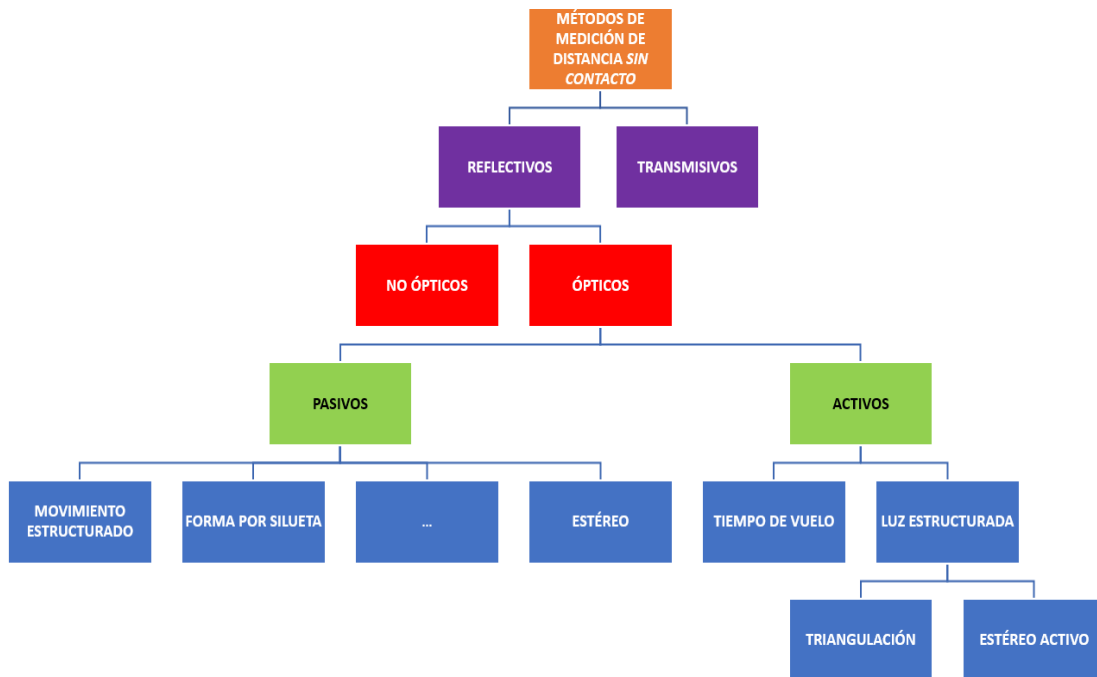 MÉTODOS DE
MEDICIÓN DE
DISTANCIA SIN
CONTACTO
REFLECTIVOS
TRANSMISIVOS
NO ÓPTICOS
ÓPTICOS
PASIVOS
ACTIVOS
MOVIMIENTO
ESTRUCTURADO
FORMA POR SILUETA
...
ESTÉREO
TIEMPO DE VUELO
LUZ ESTRUCTURADA
TRIANGULACIÓN
ESTÉREO ACTIVO